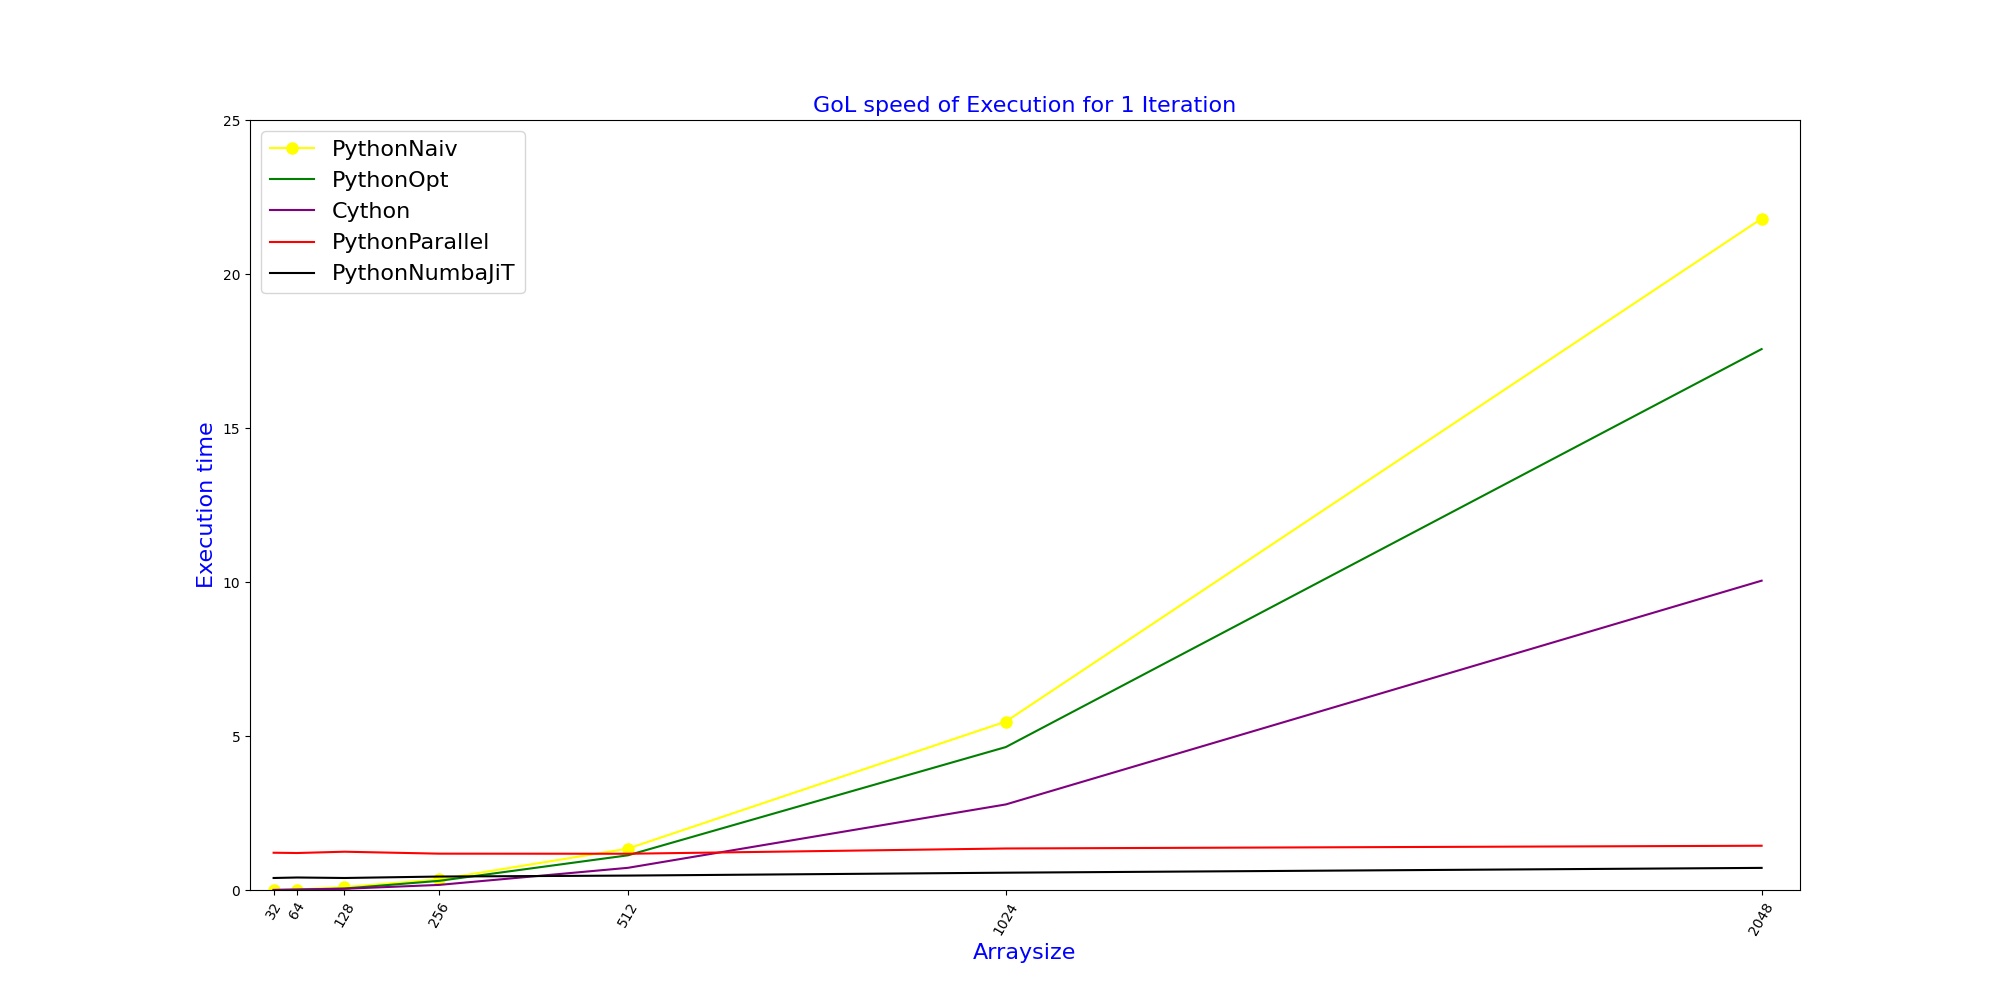 GoL speed of Execution for 1 Iteration
25
20
15
10
5
0
Execution time
PythonNaiv
PythonOpt
Cython
PythonParallel
PythonNumbaJiT
32
64
128
256
512
1024
2048
Arraysize